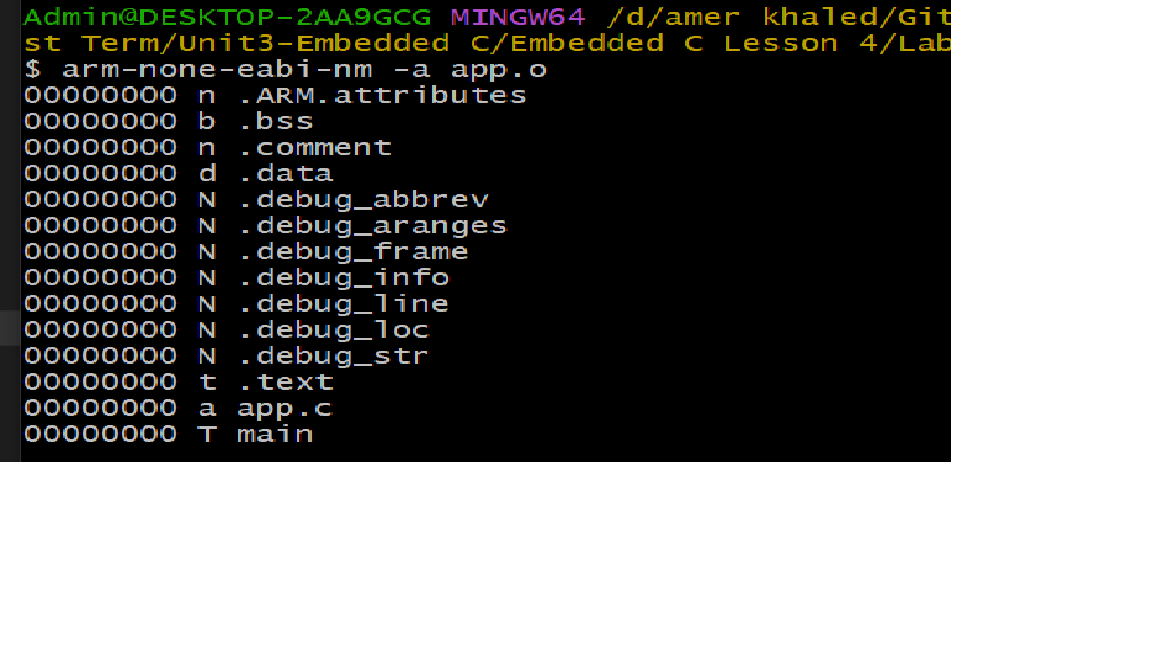 Admin@DESKTOP-2AA9GCG MINGW64 /d/amer khaled/Git
st Term/Unit3-Embedded C/Embedded C Lesson 4/Lab
$ arm-none-eabi-nm -a app.o
00000000 n .ARM.attributes
00000000 b .bss
00000000 n .comment
00000000 d .data
00000000 N .debug_abbrev
00000000 N .debug_aranges
00000000 N .debug_frame
00000000 N .debug_info
00000000 N .debug_line
00000000 N .debug_loc
00000000 N .debug_str
00000000 t .text
00000000 a app.c
00000000 T main